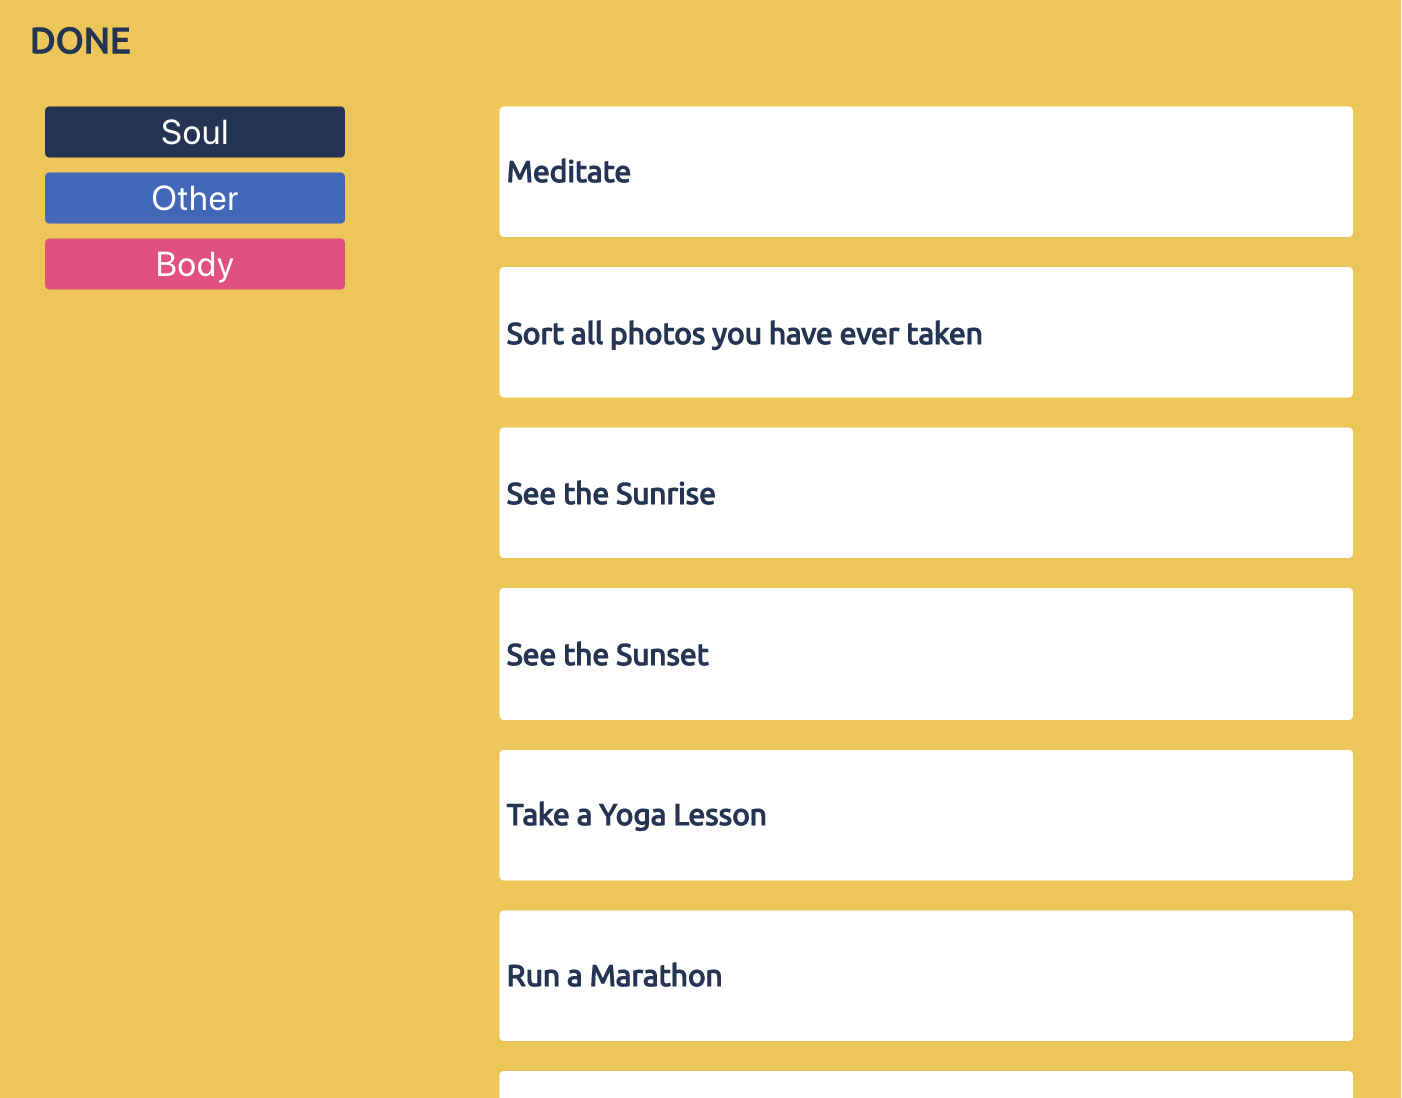 DONE
Soul
Other
Body
Meditate
Sort all photos you have ever taken
See the Sunrise
See the Sunset
Take a Yoga Lesson
Run a Marathon